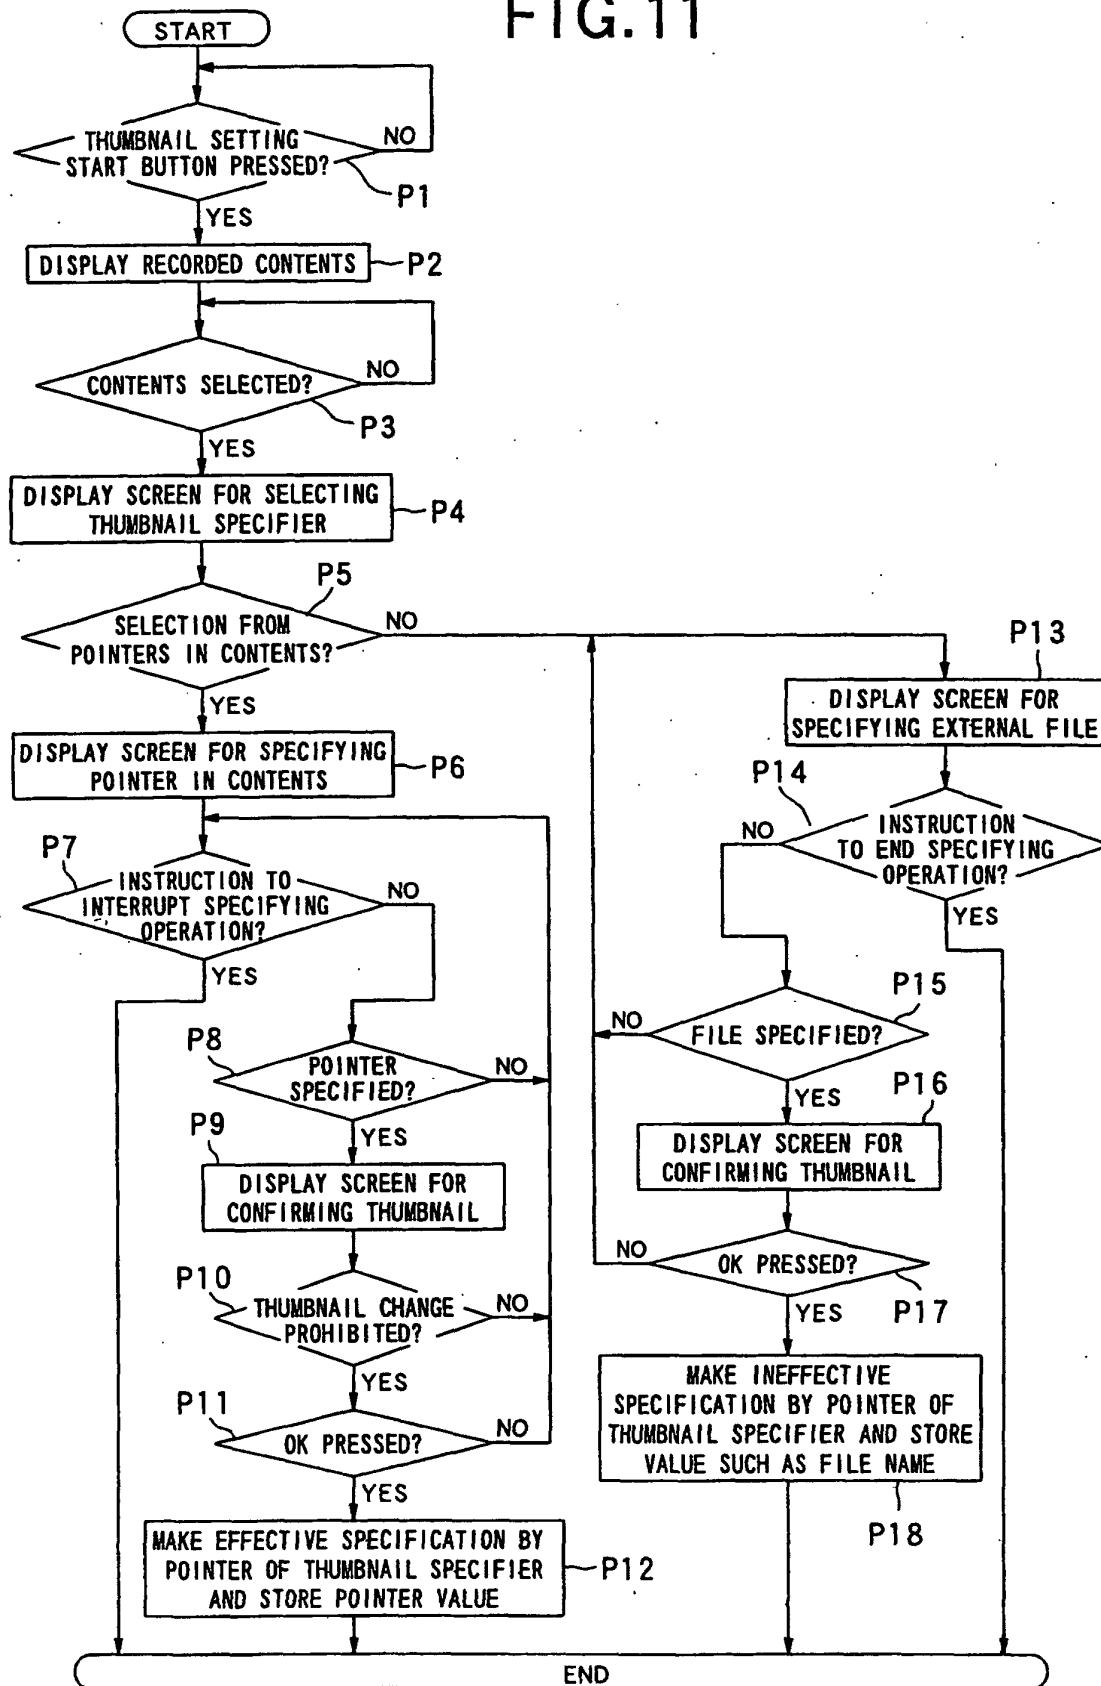 FIG.11
START
THUMBNAIL SETTING
START BUTTON PRESSED?
NO
P1
YES
DISPLAY RECORDED CONTENTS
P2
NO
CONTENTS SELECTED?
P3
YES
DISPLAY SCREEN FOR SELECTING
THUMBNAIL SPECIFIER
P4
P5
SELECTION FROM
POINTERS IN CONTENTS?
NO
YES
DISPLAY SCREEN FOR SPECIFYING
POINTER IN CONTENTS
P6
P7
INSTRUCTION TO
INTERRUPT SPECIFYING
OPERATION?
NO
YES
P8
POINTER
SPECIFIED?
NO
YES
P9
DISPLAY SCREEN FOR
CONFIRMING THUMBNAIL
P10
THUMBNAIL CHANGE
PROHIBITED?
NO
YES
P11
OK PRESSED?
NO
YES
MAKE EFFECTIVE SPECIFICATION BY
POINTER OF THUMBNAIL SPECIFIER
AND STORE POINTER VALUE
P12
P13
DISPLAY SCREEN FOR
SPECIFYING EXTERNAL FILE
P14
NO
INSTRUCTION
TO END SPECIFYING
OPERATION?
YES
P15
NO
FILE SPECIFIED?
YES
P16
DISPLAY SCREEN FOR
CONFIRMING THUMBNAIL
NO
OK PRESSED?
P17
YES
MAKE INEFFECTIVE
SPECIFICATION BY POINTER OF
THUMBNAIL SPECIFIER AND STORE
VALUE SUCH AS FILE NAME
P18
END